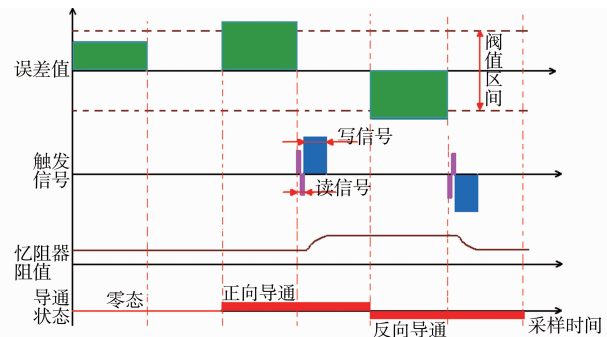 误差值
阀值区间
触发信号
写信号
读信号
忆阻器阻值
导通状态
零态
正向导通
反向导通
采样时间